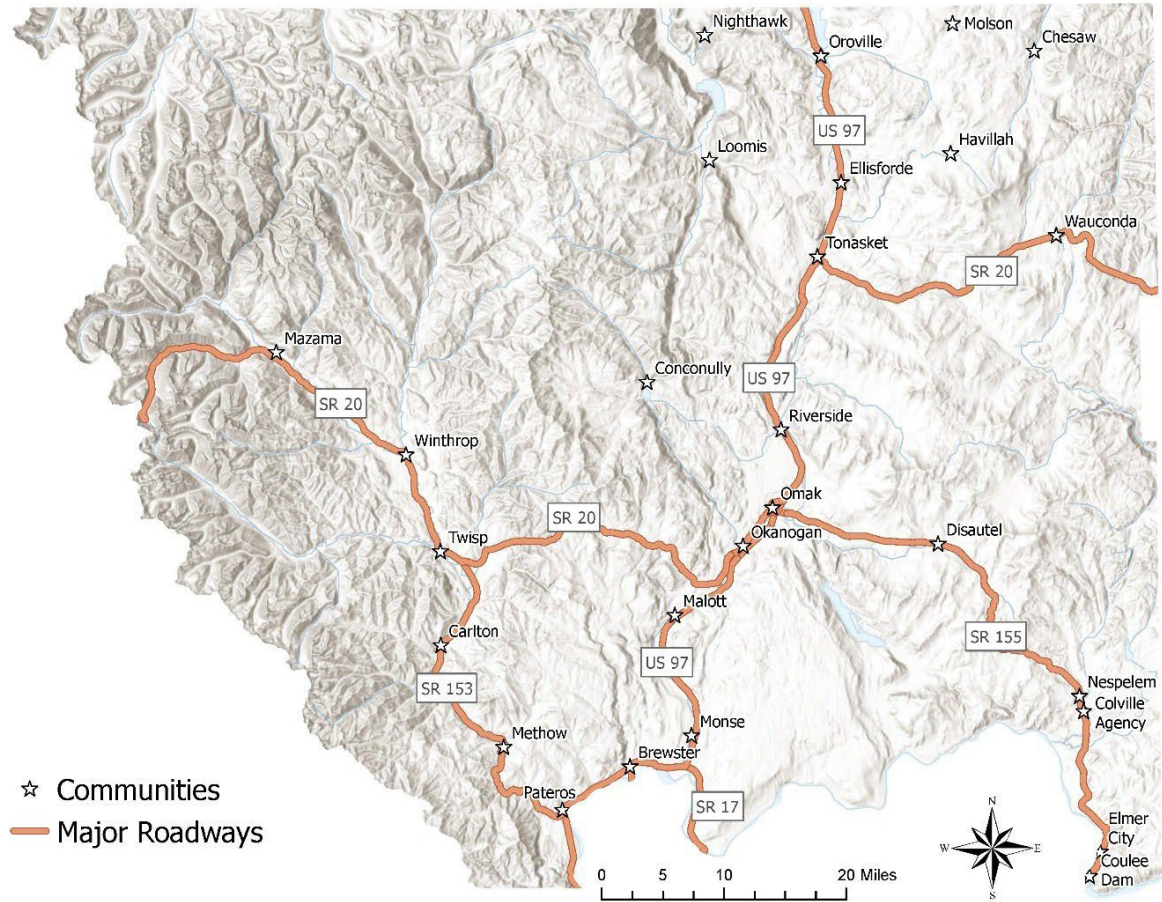 Nighthawk
Molson
Oroville
Chesaw
US 97
Loomis
Havillah
Ellisforde
Wauconda
Tonasket
SR 20
Mazama
Conconully
US 97
SR 20
Riverside
Winthrop
Omak
SR 20
Okanogan
Disautel
Twisp
Malott
Carlton
SR 155
US 97
SR 153
Nespelem
Colville
Agency
Monse
Methow
Brewster
Pateros
SR 17
Communities
Major Roadways
N
W
E
S
Elmer
City
Coulee
Dam
0 5 10 20 Miles